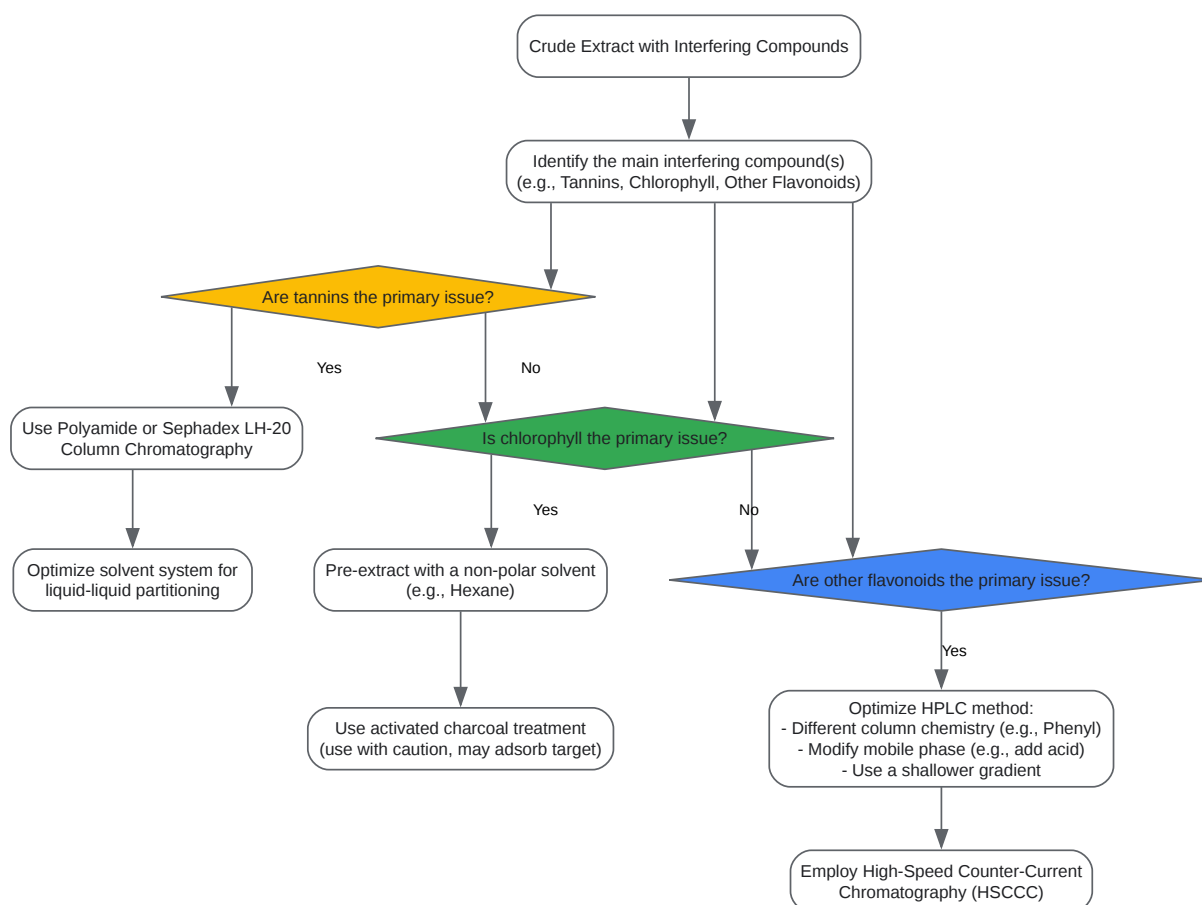 Crude Extract with Interfering Compounds
Identify the main interfering compound(s)
(e.g., Tannins, Chlorophyll, Other Flavonoids)
Are tannins the primary issue?
Yes
No
Use Polyamide or Sephadex LH-20
Column Chromatography
Is chlorophyll the primary issue?
Yes
No
Optimize solvent system for
liquid-liquid partitioning
Pre-extract with a non-polar solvent
(e.g., Hexane)
Are other flavonoids the primary issue?
Yes
Use activated charcoal treatment
(use with caution, may adsorb target)
Optimize HPLC method:
- Different column chemistry (e.g., Phenyl)
- Modify mobile phase (e.g., add acid)
- Use a shallower gradient
Employ High-Speed Counter-Current
Chromatography (HSCCC)